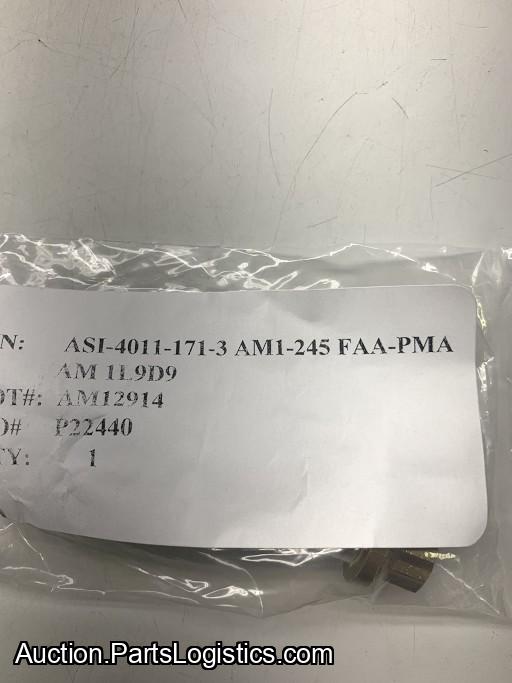 N: ASI-4011-171-3 AM1-245 FAA-PMA
AM 1L9D9
OT#: AM12914
O# P22440
TY: 1
Auction.PartsLogistics.com